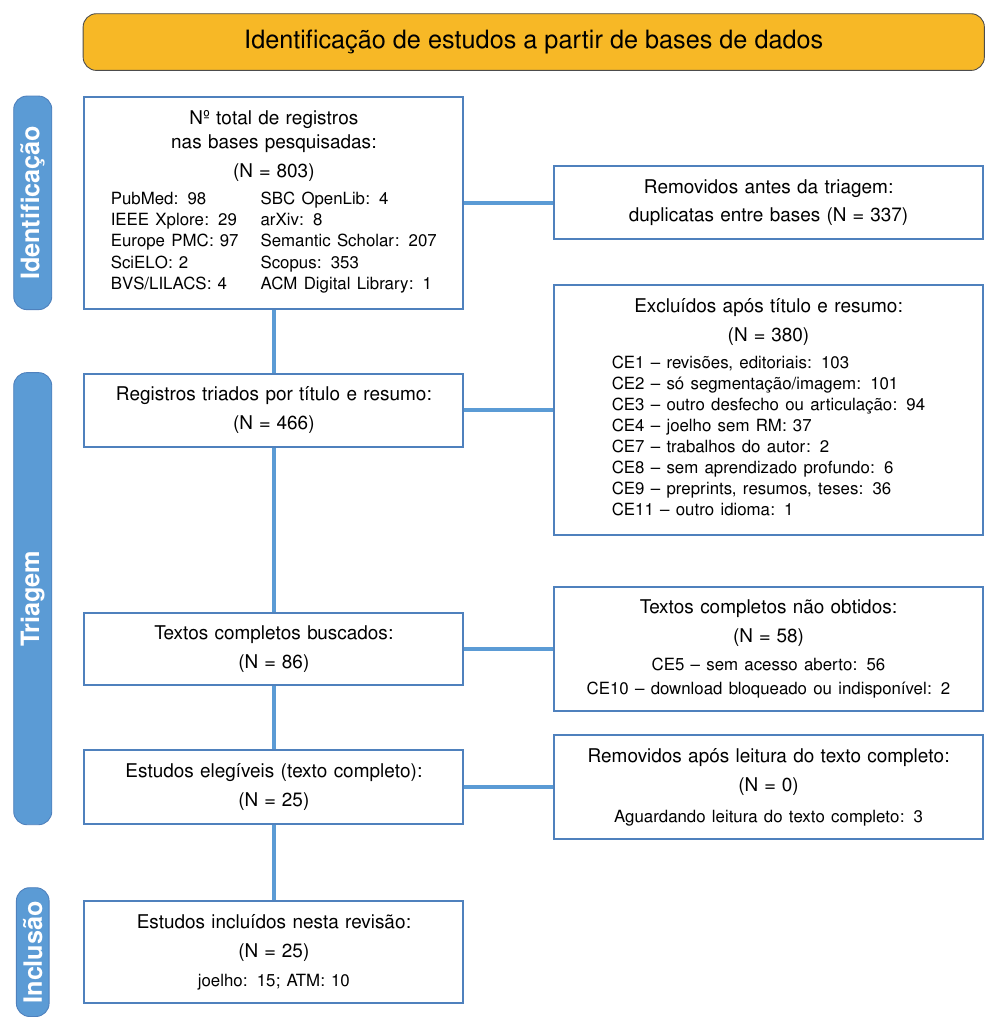 Identificação de estudos a partir de bases de dados
Identificação
Nº total de registros
nas bases pesquisadas:
(N = 803)
PubMed: 98 SBC OpenLib: 4
IEEE Xplore: 29 arXiv: 8
Europe PMC: 97 Semantic Scholar: 207
SciELO: 2 Scopus: 353
BVS/LILACS: 4 ACM Digital Library: 1
Removidos antes da triagem:
duplicatas entre bases (N = 337)
Triagem
Registros triados por título e resumo:
(N = 466)
Excluídos após título e resumo:
(N = 380)
CE1 – revisões, editoriais: 103
CE2 – só segmentação/imagem: 101
CE3 – outro desfecho ou articulação: 94
CE4 – joelho sem RM: 37
CE7 – trabalhos do autor: 2
CE8 – sem aprendizado profundo: 6
CE9 – preprints, resumos, teses: 36
CE11 – outro idioma: 1
Textos completos buscados:
(N = 86)
Textos completos não obtidos:
(N = 58)
CE5 – sem acesso aberto: 56
CE10 – download bloqueado ou indisponível: 2
Estudos elegíveis (texto completo):
(N = 25)
Removidos após leitura do texto completo:
(N = 0)
Aguardando leitura do texto completo: 3
Inclusão
Estudos incluídos nesta revisão:
(N = 25)
joelho: 15; ATM: 10